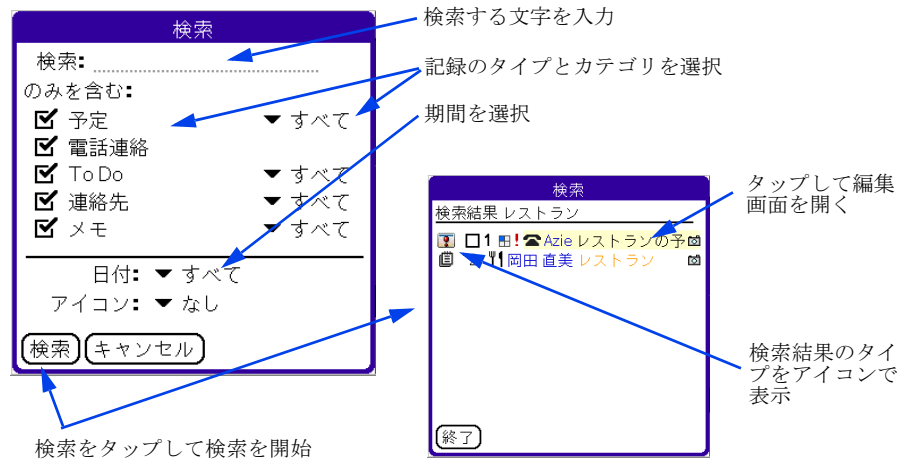 検索
検索:
のみを含む:
予定 すべて
電話連絡
To Do すべて
連絡先 すべて
メモ すべて
日付: すべて
アイコン: なし
検索 キャンセル
検索する文字を入力
記録のタイプとカテゴリを選択
期間を選択
検索をタップして検索を開始
検索
検索結果 レストラン
1 ! Azie レストランの予
岡田 直美 レストラン
終了
タップして編集
画面を開く
検索結果のタイ
プをアイコンで
表示